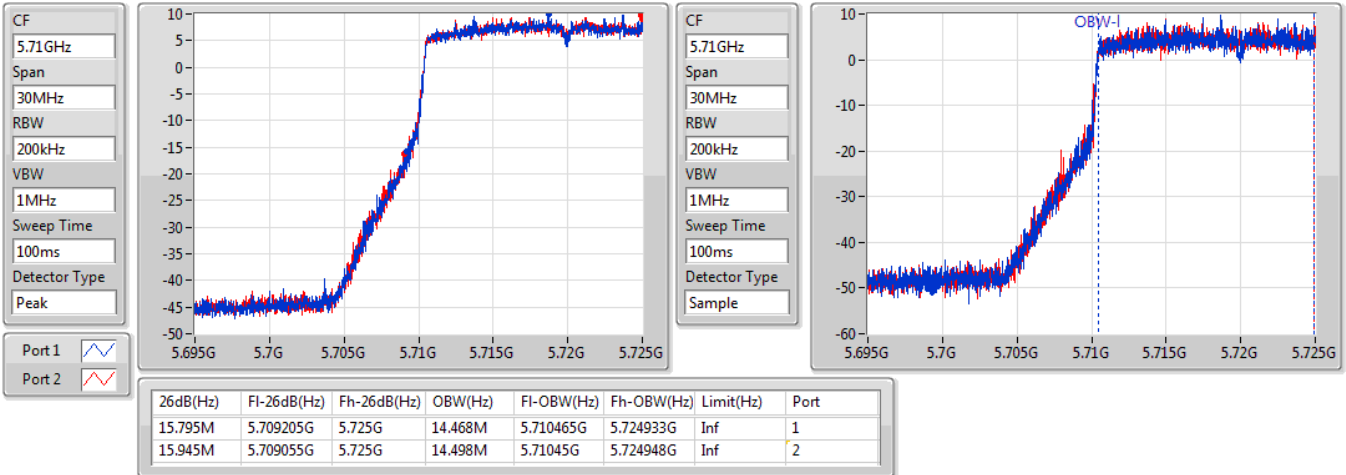 CF
5.71GHz
Span
30MHz
RBW
200kHz
VBW
1MHz
Sweep Time
100ms
Detector Type
Peak
10
5
0
-5
-10
-15
-20
-25
-30
-35
-40
-45
-50
5.695G 5.7G 5.705G 5.71G 5.715G 5.72G 5.725G
CF
5.71GHz
Span
30MHz
RBW
200kHz
VBW
1MHz
Sweep Time
100ms
Detector Type
Sample
OBW-l
10
0
-10
-20
-30
-40
-50
-60
5.695G 5.7G 5.705G 5.71G 5.715G 5.72G 5.725G
Port 1
Port 2
26dB(Hz) Fl-26dB(Hz) Fh-26dB(Hz) OBW(Hz) Fl-OBW(Hz) Fh-OBW(Hz) Limit(Hz) Port
15.795M 5.709205G 5.725G 14.468M 5.710465G 5.724933G Inf 1
15.945M 5.709055G 5.725G 14.498M 5.71045G 5.724948G Inf 2